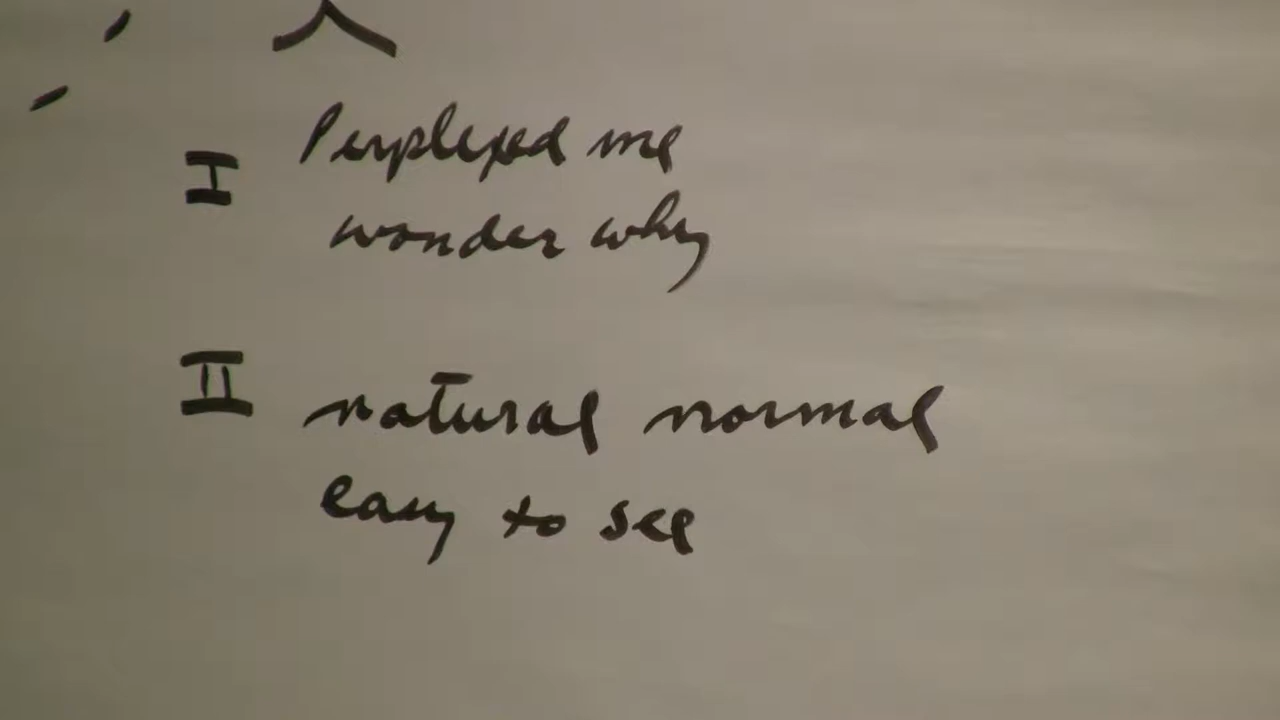 I Perplexed me
wonder why
II natural normal
easy to see